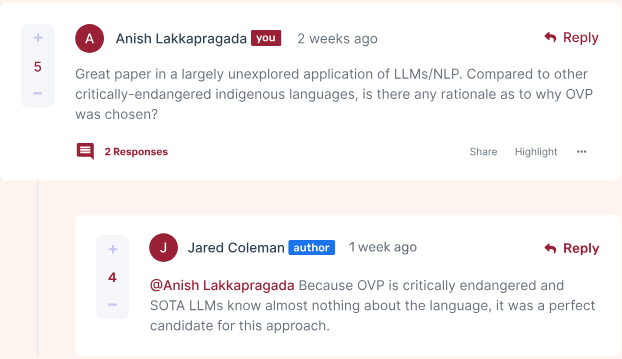 +
5
−
A Anish Lakkapragada you 2 weeks ago Reply
Great paper in a largely unexplored application of LLMs/NLP. Compared to other
critically-endangered indigenous languages, is there any rationale as to why OVP
was chosen?
2 Responses Share Highlight •••
+
4
−
J Jared Coleman author 1 week ago Reply
@Anish Lakkapragada Because OVP is critically endangered and
SOTA LLMs know almost nothing about the language, it was a perfect
candidate for this approach.